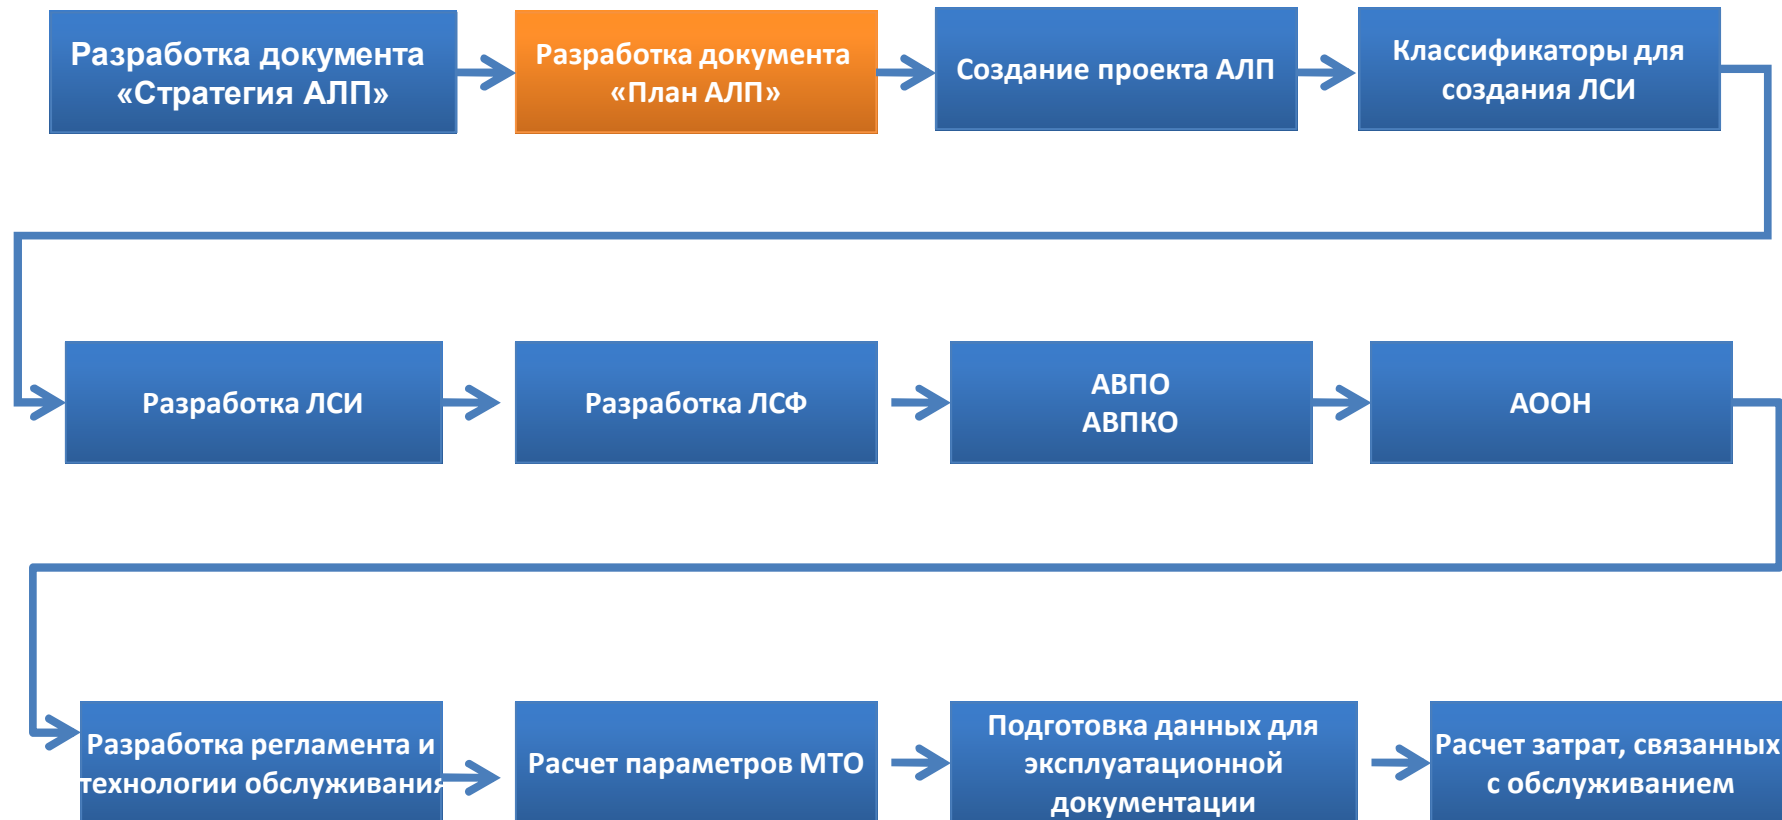 Разработка документа
«Стратегия АЛП»
Разработка документа
«План АЛП»
Создание проекта АЛП
Классификаторы для
создания ЛСИ
Разработка ЛСИ
Разработка ЛСФ
АВПО
АВПКО
АООН
Разработка регламента и
технологии обслуживания
Расчет параметров МТО
Подготовка данных для
эксплуатационной
документации
Расчет затрат, связанных
с обслуживанием